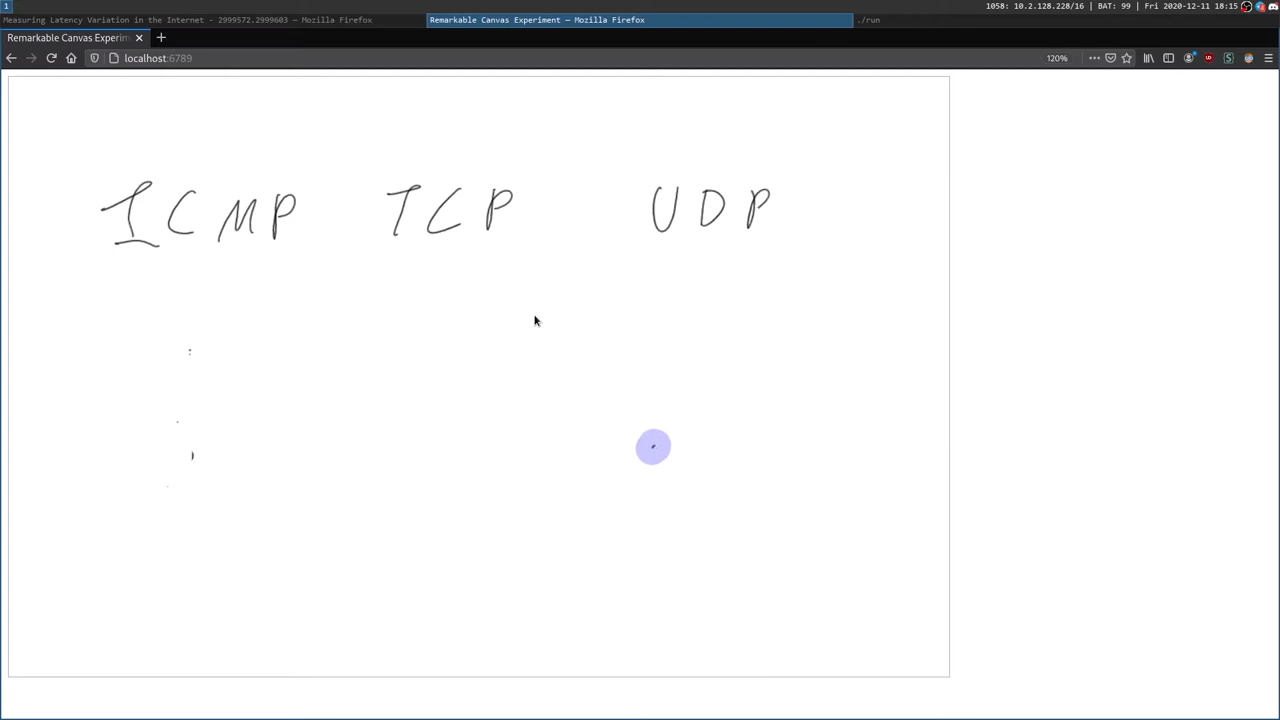 1
1058: 10.2.128.228/16 | BAT: 99 | Fri 2020-12-11 18:15
Measuring Latency Variation in the Internet - 2999572.2999603 — Mozilla Firefox Remarkable Canvas Experiment — Mozilla Firefox ./run
Remarkable Canvas Experim
localhost:6789 120%
ICMP TCP UDP